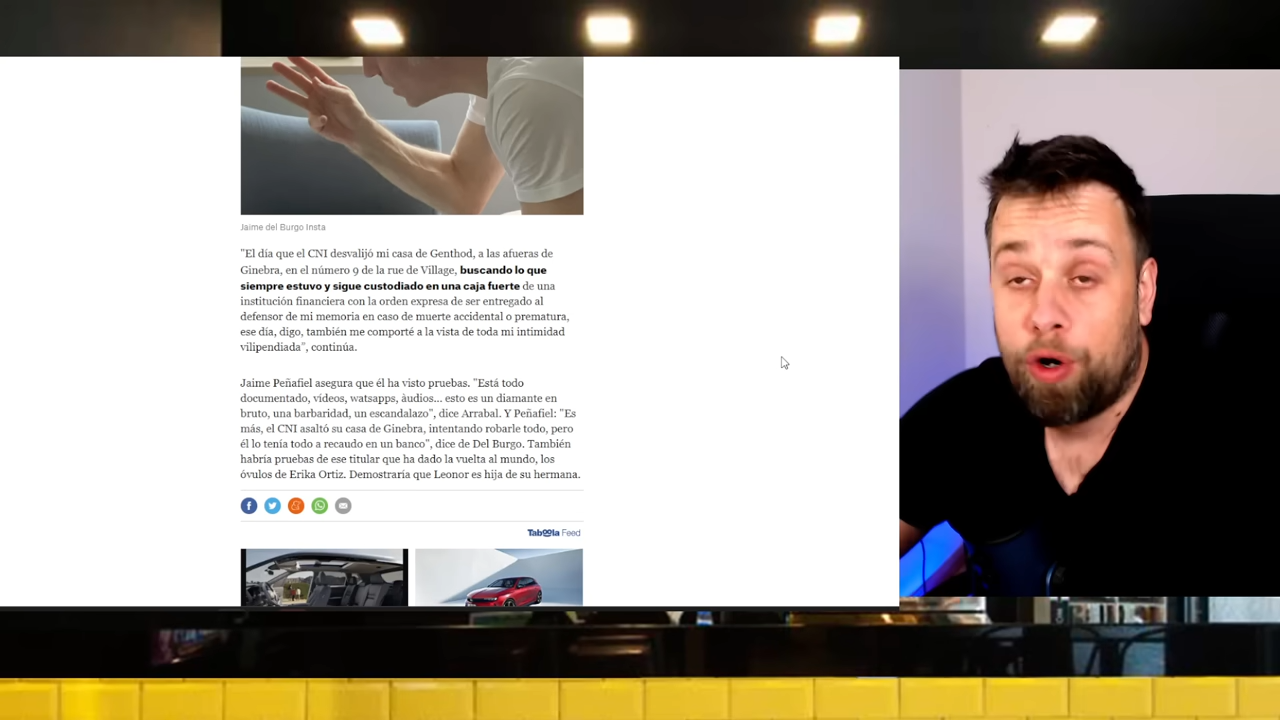 Jaime del Burgo Insta
"El día que el CNI desvalijó mi casa de Genthod, a las afueras de
Ginebra, en el número 9 de la rue de Village, buscando lo que
siempre estuvo y sigue custodiado en una caja fuerte de una
institución financiera con la orden expresa de ser entregado al
defensor de mi memoria en caso de muerte accidental o prematura,
ese día, digo, también me comporté a la vista de toda mi intimidad
vilipendiada", continúa.
Jaime Peñafiel asegura que él ha visto pruebas. "Está todo
documentado, vídeos, watsapps, àudios... esto es un diamante en
bruto, una barbaridad, un escandalazo", dice Arrabal. Y Peñafiel: "Es
más, el CNI asaltó su casa de Ginebra, intentando robarle todo, pero
él lo tenía todo a recaudo en un banco", dice de Del Burgo. También
habría pruebas de ese titular que ha dado la vuelta al mundo, los
óvulos de Erika Ortiz. Demostraría que Leonor es hija de su hermana.
Taboola Feed